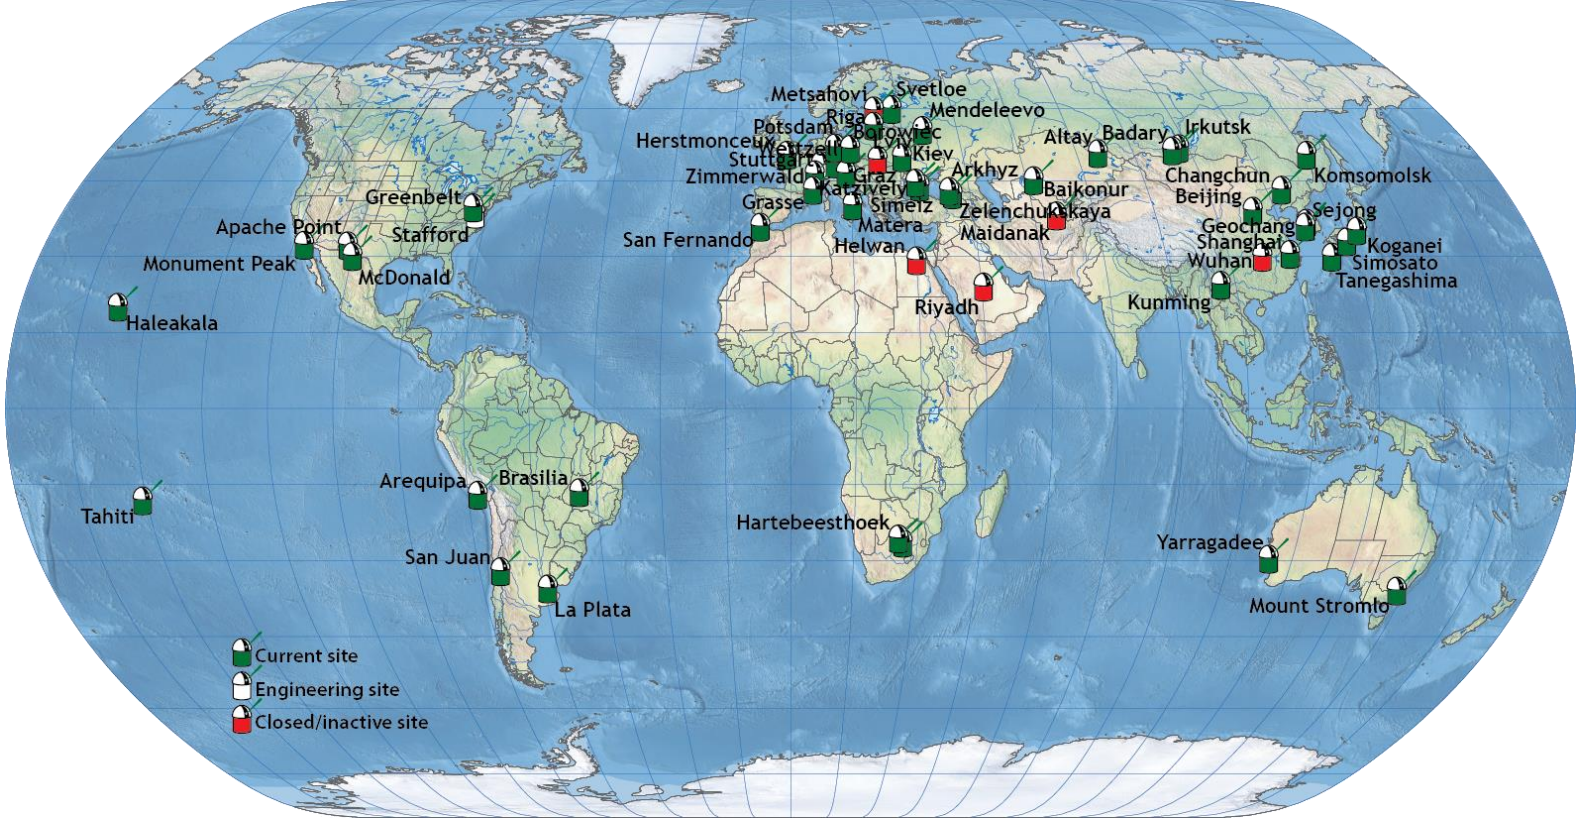 Metsahovi
Svetloe
Riga
Mendeleevo
Potsdam
Borowiec
Herstmonceux
Wettzell
Lviv
Kiev
Stuttgart
Zimmerwald
Graz
Katzively
Grasse
Simeiz
Matera
San Fernando
Helwan
Riyadh
Arkhyz
Zelenchukskaya
Altay
Badary
Irkutsk
Baikonur
Maidanak
Changchun
Komsomolsk
Beijing
Sejong
Geochang
Shanghai
Koganei
Wuhan
Simosato
Tanegashima
Kunming
Greenbelt
Apache Point
Stafford
Monument Peak
McDonald
Haleakala
Arequipa
Brasilia
Tahiti
Hartebeesthoek
San Juan
La Plata
Yarragadee
Mount Stromlo
Current site
Engineering site
Closed/inactive site